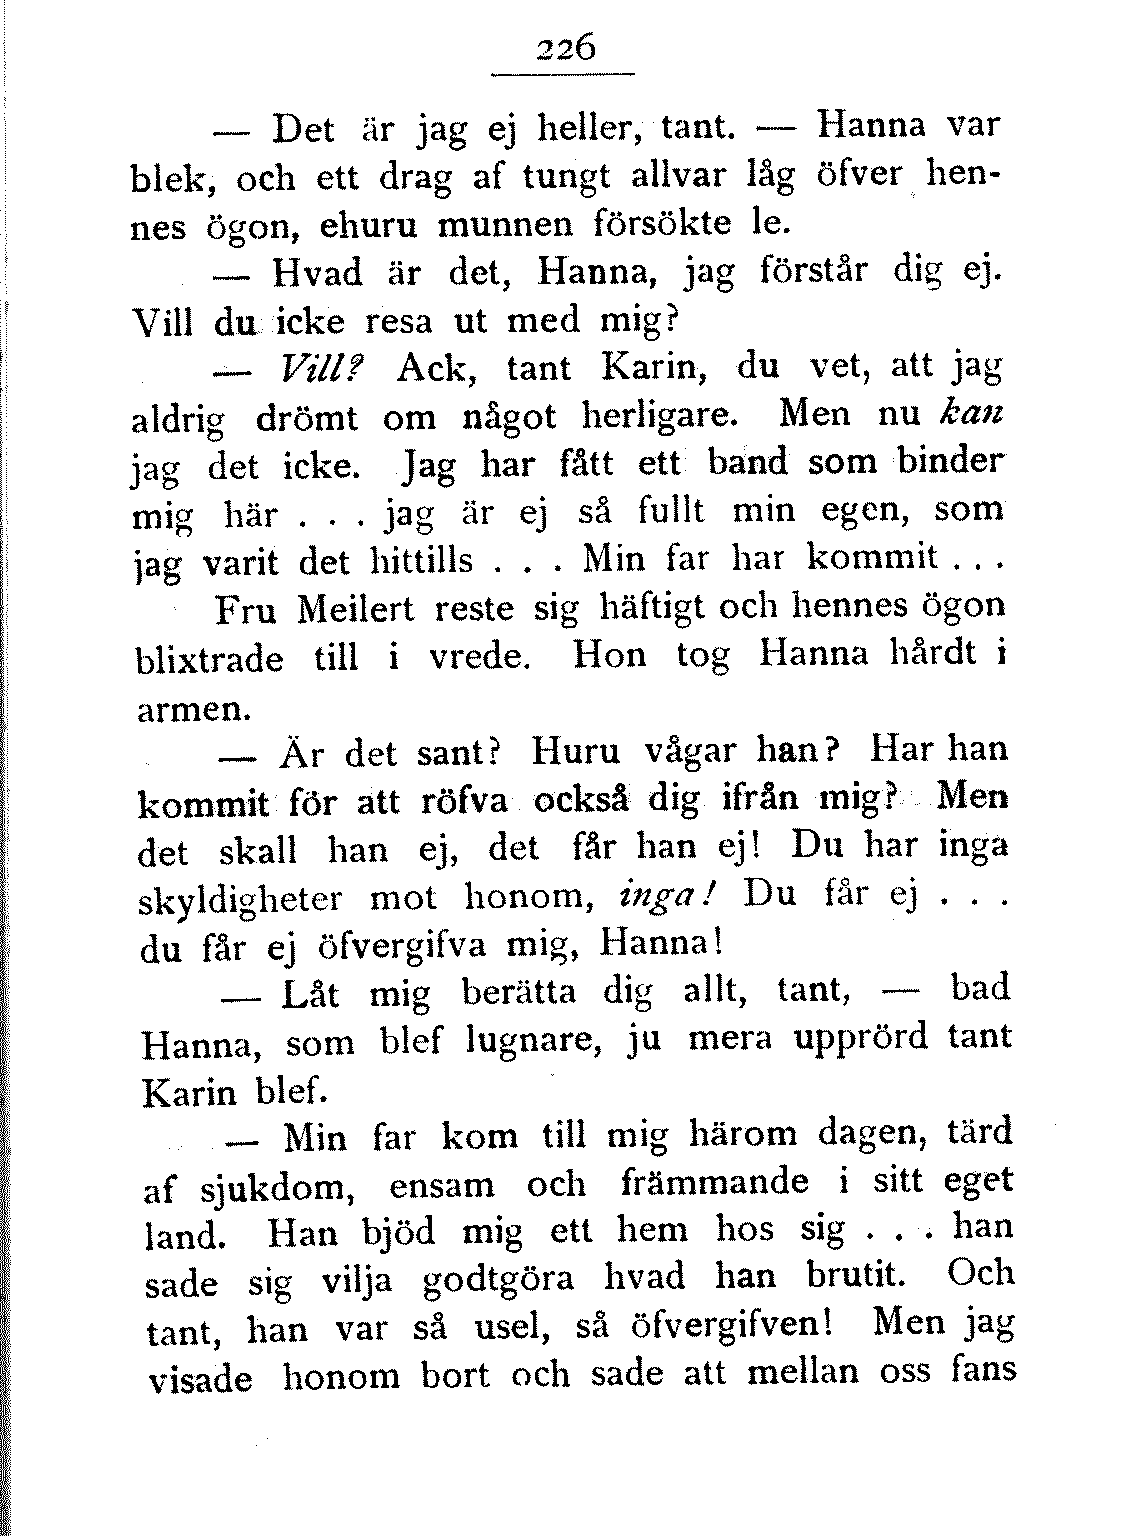 226
— Det är jag ej heller, tant. — Hanna var
blek, och ett drag af tungt allvar låg öfver hen-
nes ögon, ehuru munnen försökte le.
— Hvad är det, Hanna, jag förstår dig ej.
Vill du icke resa ut med mig?
— Vill? Ack, tant Karin, du vet, att jag
aldrig drömt om något herligare. Men nu kan
jag det icke. Jag har fått ett band som binder
mig här . . . jag är ej så fullt min egen, som
jag varit det hittills . . . Min far har kommit . . .
Fru Meilert reste sig häftigt och hennes ögon
blixtrade till i vrede. Hon tog Hanna hårdt i
armen.
— Är det sant? Huru vågar han? Har han
kommit för att röfva också dig ifrån mig? Men
det skall han ej, det får han ej! Du har inga
skyldigheter mot honom, inga! Du får ej . . .
du får ej öfvergifva mig, Hanna!
— Låt mig berätta dig allt, tant, — bad
Hanna, som blef lugnare, ju mera upprörd tant
Karin blef.
— Min far kom till mig härom dagen, tärd
af sjukdom, ensam och främmande i sitt eget
land. Han bjöd mig ett hem hos sig . . . han
sade sig vilja godtgöra hvad han brutit. Och
tant, han var så usel, så öfvergifven! Men jag
visade honom bort och sade att mellan oss fans